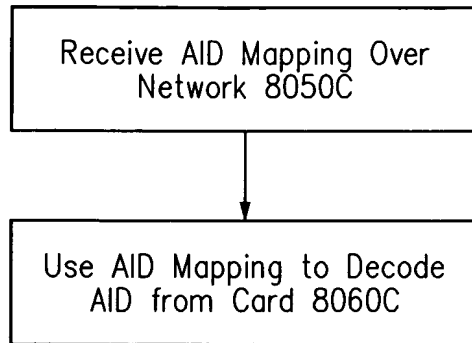 Receive AID Mapping Over
Network 8050C
Use AID Mapping to Decode
AID from Card 8060C